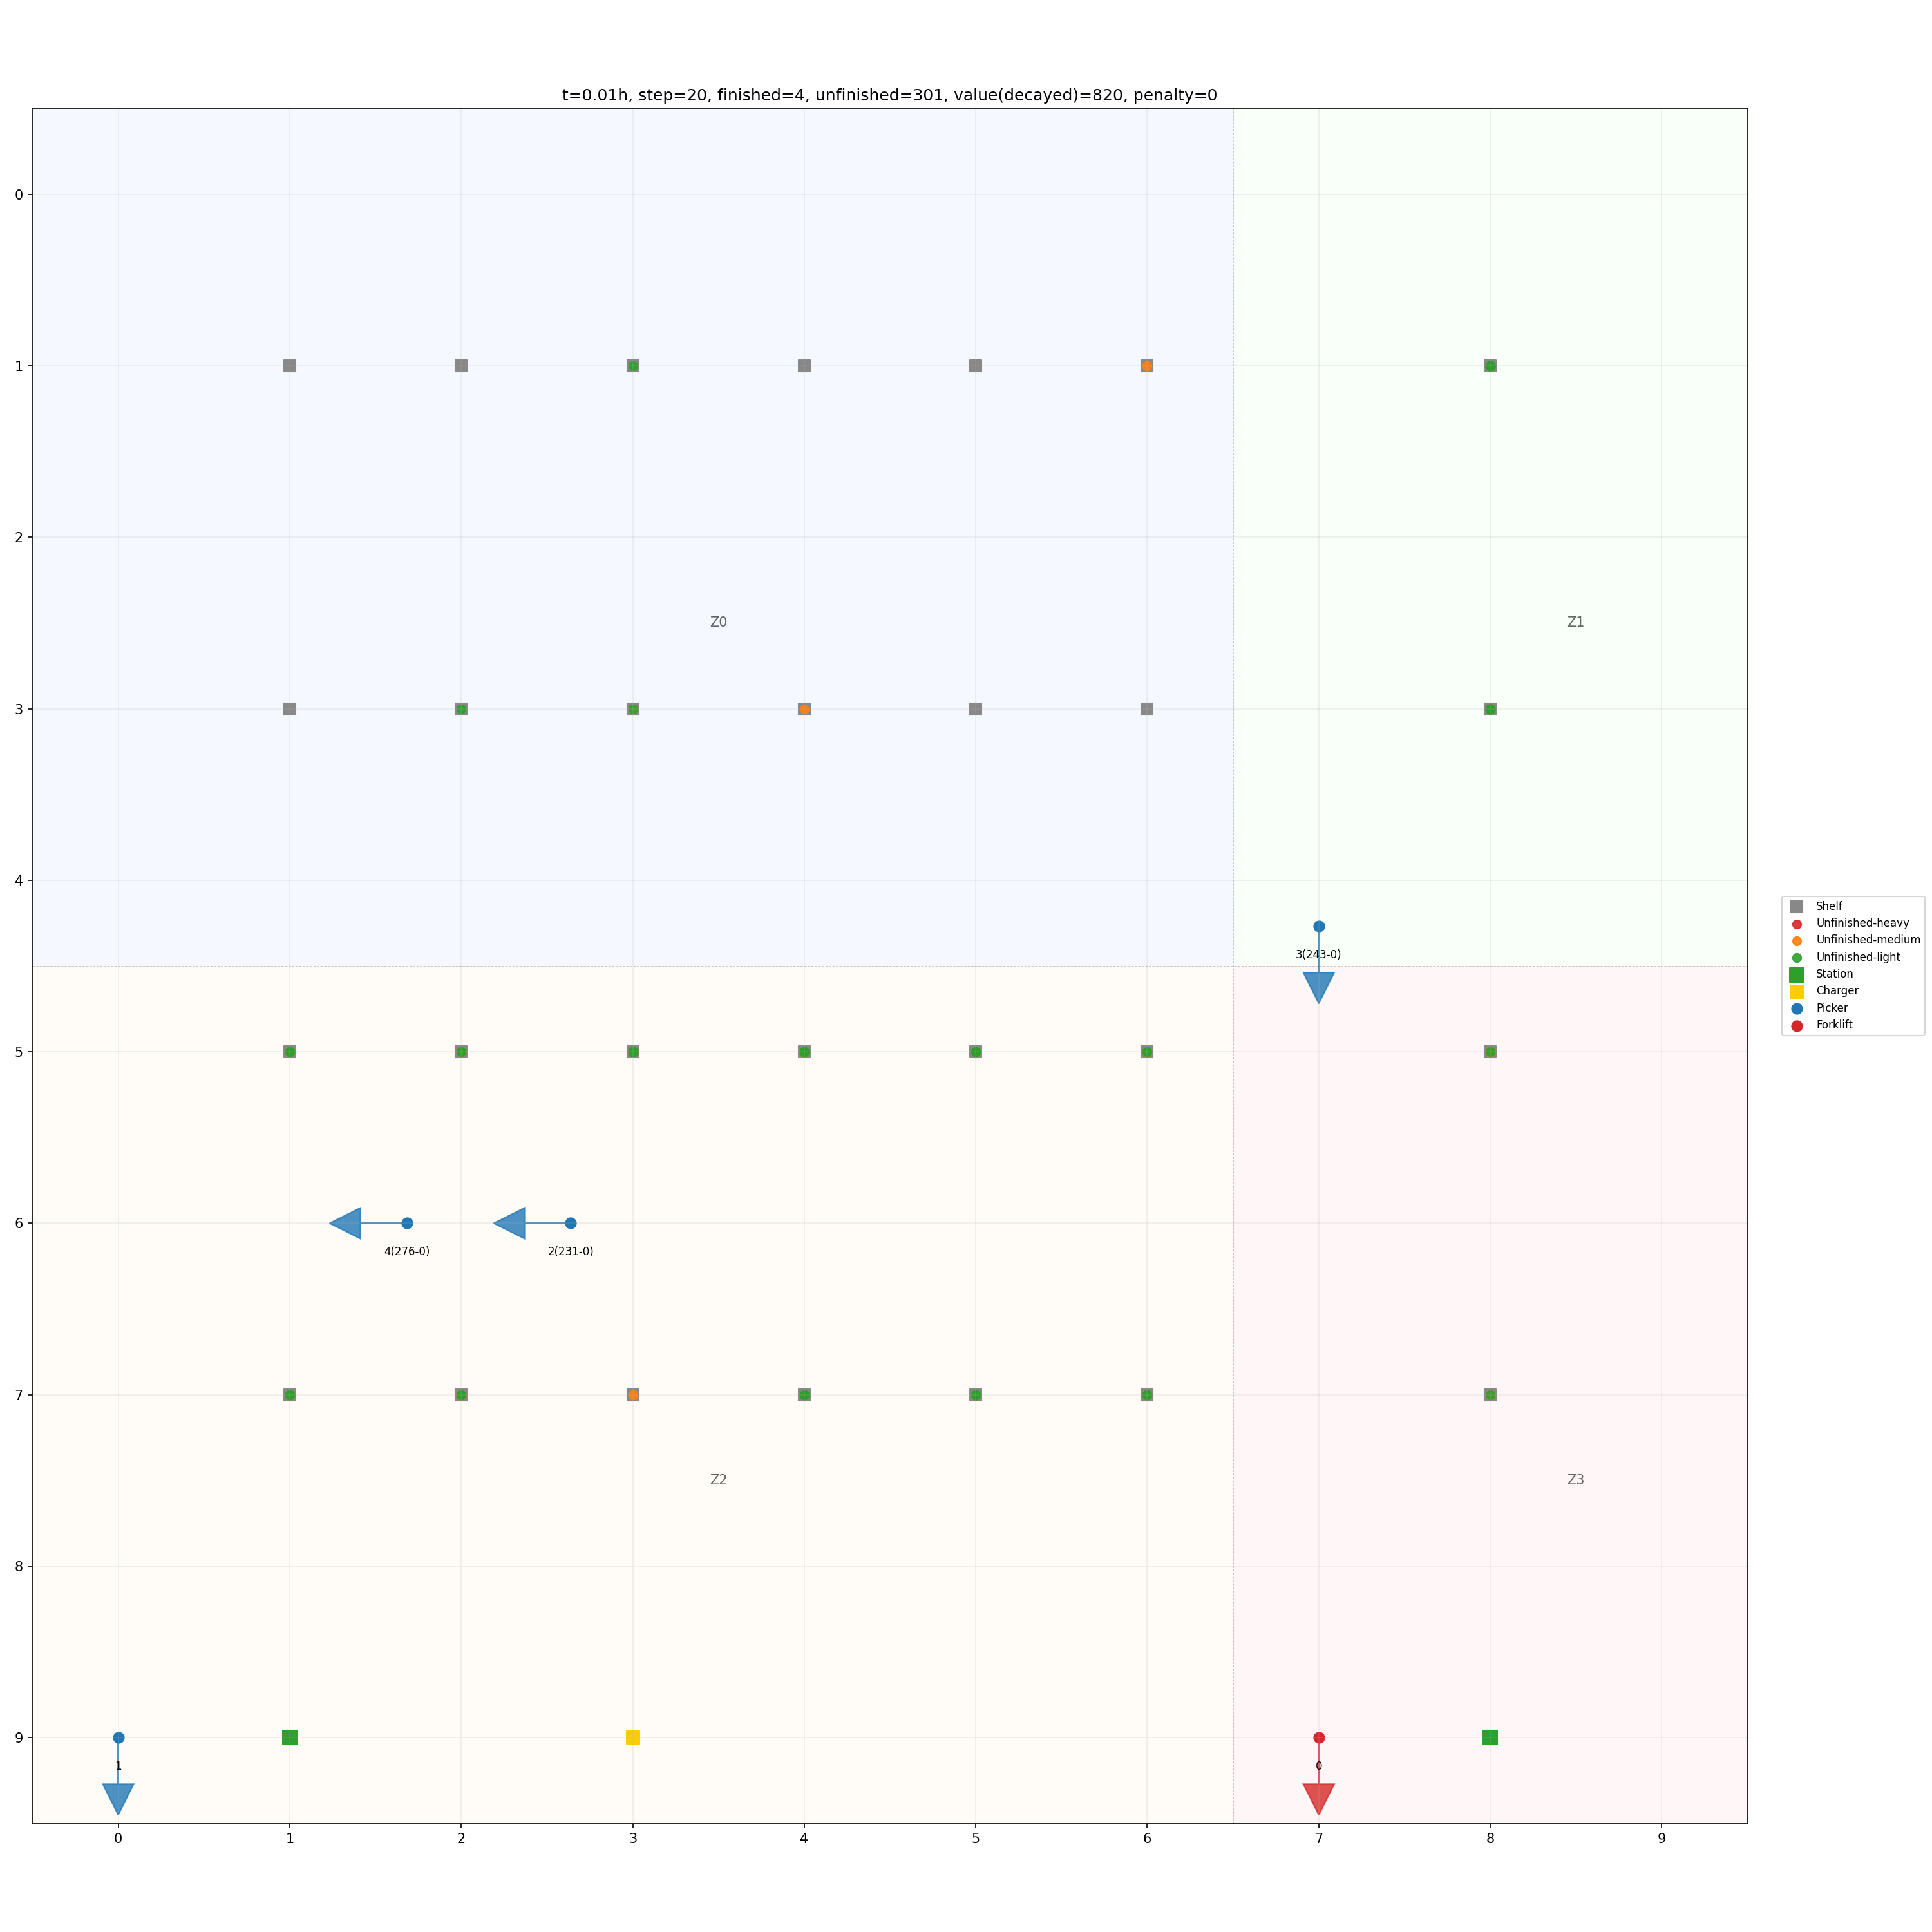 t=0.01h, step=20, finished=4, unfinished=301, value(decayed)=820, penalty=0
0
1
2
Z0
Z1
3
4
3(243-0)
Shelf
Unfinished-heavy
Unfinished-medium
Unfinished-light
Station
Charger
Picker
Forklift
5
6
4(276-0)
2(231-0)
7
Z2
Z3
8
9
1
0
0
1
2
3
4
5
6
7
8
9